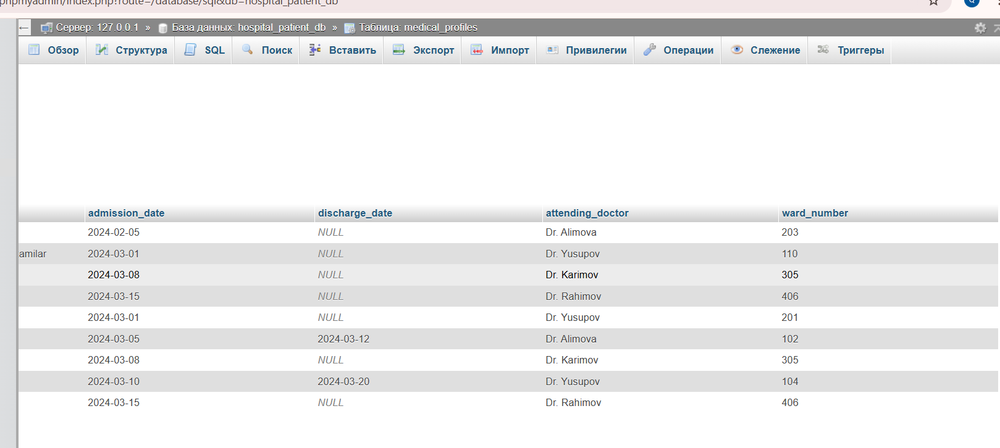 phpmyadmin/index.php?route=/database/sql&db=hospital_patient_db
Сервер: 127.0.0.1 » База данных: hospital_patient_db » Таблица: medical_profiles
Обзор Структура SQL Поиск Вставить Экспорт Импорт Привилегии Операции Слежение Триггеры
admission_date discharge_date attending_doctor ward_number
2024-02-05 NULL Dr. Alimova 203
amilar 2024-03-01 NULL Dr. Yusupov 110
2024-03-08 NULL Dr. Karimov 305
2024-03-15 NULL Dr. Rahimov 406
2024-03-01 NULL Dr. Yusupov 201
2024-03-05 2024-03-12 Dr. Alimova 102
2024-03-08 NULL Dr. Karimov 305
2024-03-10 2024-03-20 Dr. Yusupov 104
2024-03-15 NULL Dr. Rahimov 406